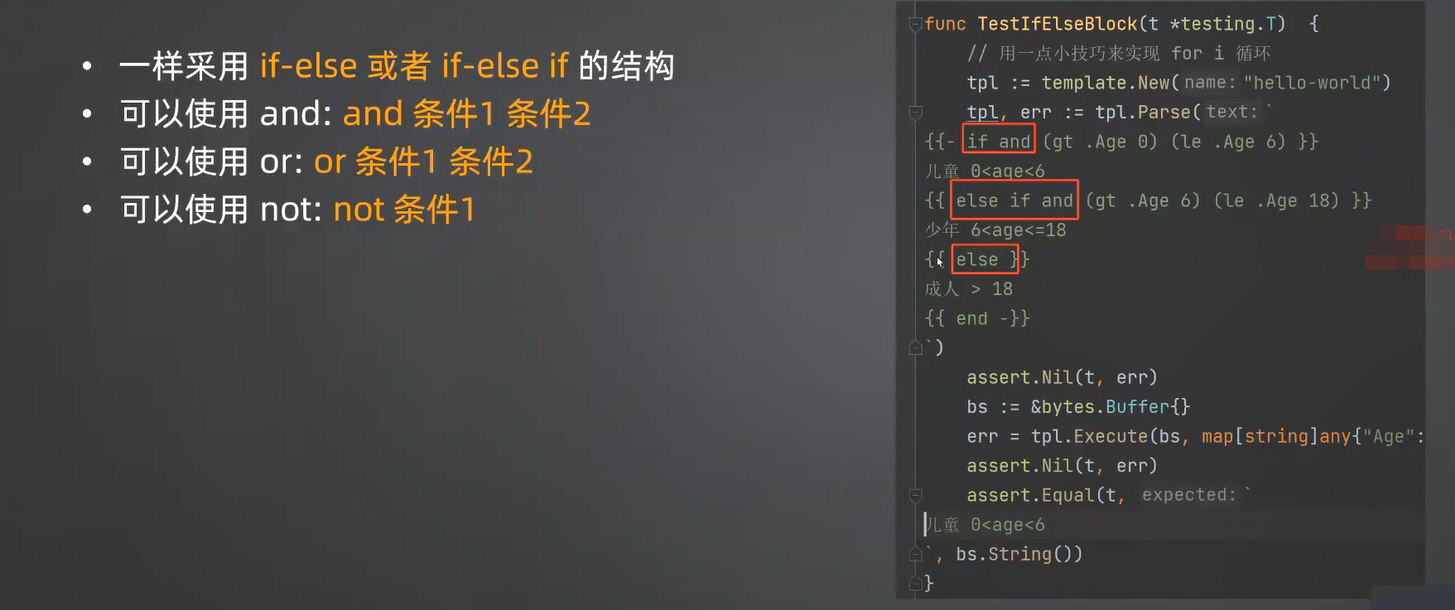 一样采用 if-else 或者 if-else if 的结构
可以使用 and: and 条件1 条件2
可以使用 or: or 条件1 条件2
可以使用 not: not 条件1
func TestIfElseBlock(t *testing.T) {
// 用一点小技巧来实现 for i 循环
tpl := template.New( name: "hello-world")
tpl, err := tpl.Parse( text: `
{{- if and (gt .Age 0) (le .Age 6) }}
儿童 0<age<6
{{ else if and (gt .Age 6) (le .Age 18) }}
少年 6<age<=18
{{ else }}
成人 > 18
{{ end -}}
`)
assert.Nil(t, err)
bs := &bytes.Buffer{}
err = tpl.Execute(bs, map[string]any{"Age":
assert.Nil(t, err)
assert.Equal(t, expected: `
儿童 0<age<6
`, bs.String())
}